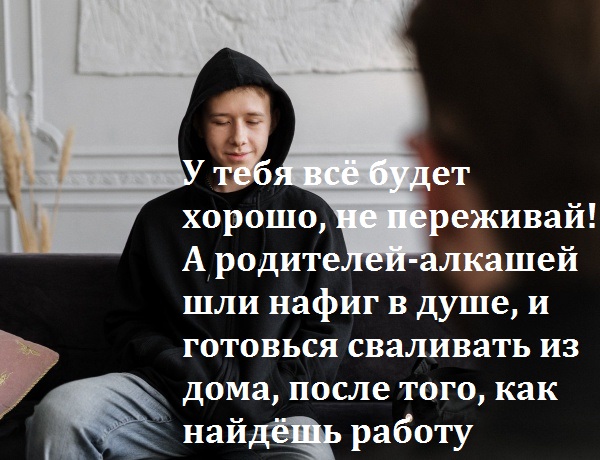 У тебя всё будет
хорошо, не переживай!
А родителей-алкашей
шли нафиг в душе, и
готовься сваливать из
дома, после того, как
найдёшь работу